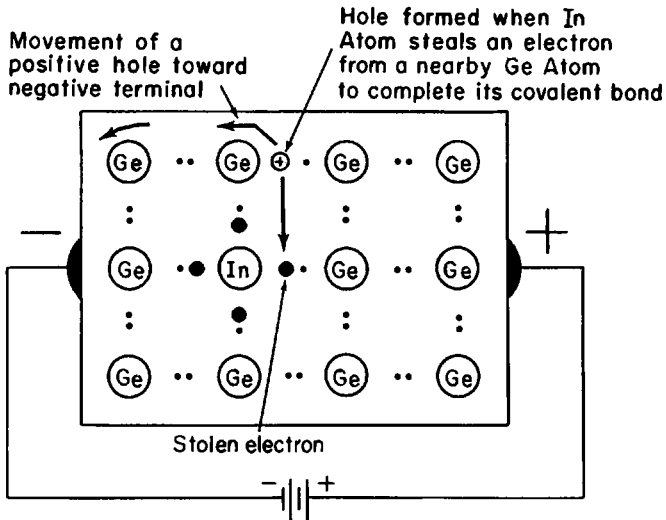 Movement of a
positive hole toward
negative terminal
Hole formed when In
Atom steals an electron
from a nearby Ge Atom
to complete its covalent bond
Ge Ge + Ge Ge
− +
Ge In Ge Ge
Ge Ge Ge Ge
Stolen electron
- +